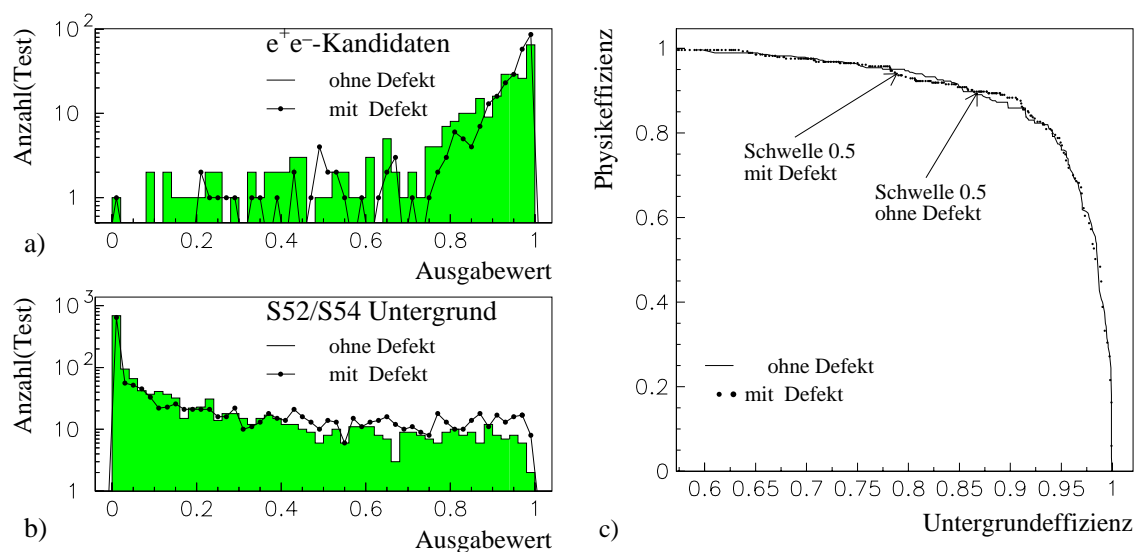 Anzahl(Test)
10²
10
1
e⁺e⁻-Kandidaten
ohne Defekt
mit Defekt
0 0.2 0.4 0.6 0.8 1
a)
Ausgabewert
Anzahl(Test)
10³
10²
10
1
S52/S54 Untergrund
ohne Defekt
mit Defekt
0 0.2 0.4 0.6 0.8 1
b)
Ausgabewert
Physikeffizienz
1
0.8
0.6
0.4
0.2
0
Schwelle 0.5
mit Defekt
Schwelle 0.5
ohne Defekt
ohne Defekt
mit Defekt
0.6 0.65 0.7 0.75 0.8 0.85 0.9 0.95 1
c)
Untergrundeffizienz